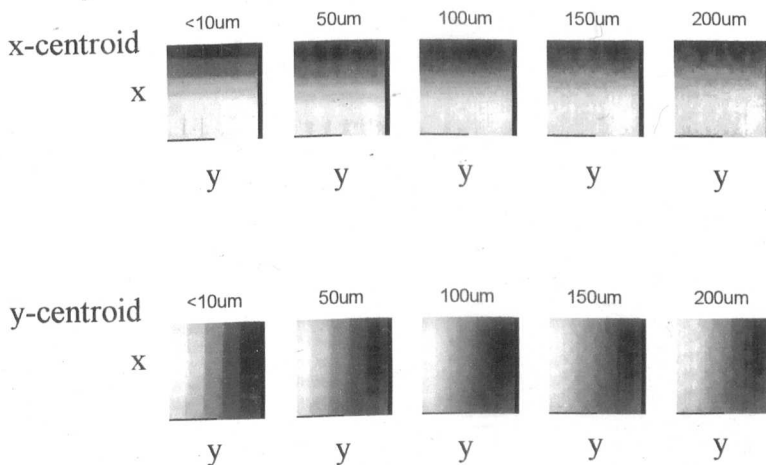 <10um 50um 100um 150um 200um
x-centroid
x
y y y y y
<10um 50um 100um 150um 200um
y-centroid
x
y y y y y